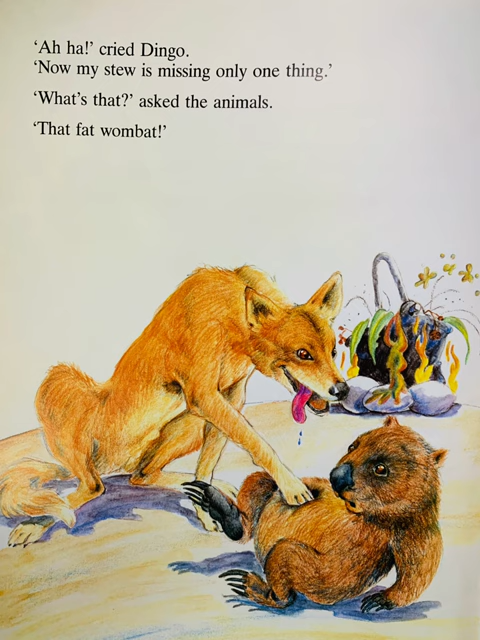 ‘Ah ha!’ cried Dingo.
‘Now my stew is missing only one thing.’
‘What’s that?’ asked the animals.
‘That fat wombat!’